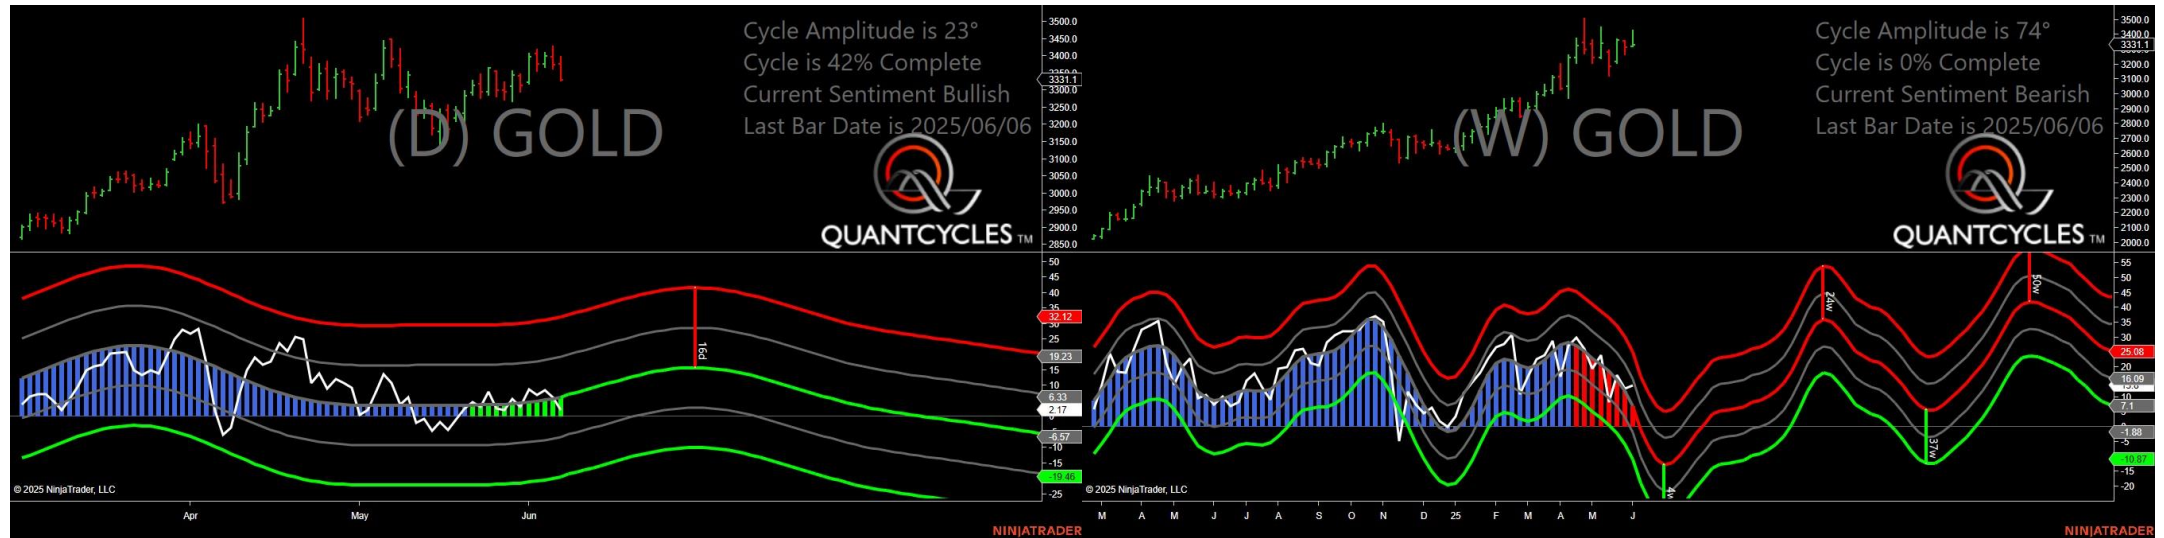 Cycle Amplitude is 23°
Cycle is 42% Complete
Current Sentiment Bullish
Last Bar Date is 2025/06/06
(D) GOLD
QUANTCYCLES TM
3500.0
3450.0
3400.0
3331.1
3300.0
3250.0
3200.0
3150.0
3100.0
3050.0
3000.0
2950.0
2900.0
2850.0
50
45
40
35
32.12
25
19.23
15
10
6.33
2.17
-6.57
-10
-15
-19.46
-25
16d
© 2025 NinjaTrader, LLC
Apr
May
Jun
NINJATRADER
Cycle Amplitude is 74°
Cycle is 0% Complete
Current Sentiment Bearish
Last Bar Date is 2025/06/06
(W) GOLD
QUANTCYCLES TM
3500.0
3400.0
3331.1
3200.0
3100.0
3000.0
2900.0
2800.0
2700.0
2600.0
2500.0
2400.0
2300.0
2200.0
2100.0
2000.0
55
50
45
40
35
30
25.08
20
16.09
10
7.1
-1.88
-5
-10.87
-15
-20
24w
50w
37w
4w
© 2025 NinjaTrader, LLC
M A M J J A S O N D 25 F M A M J
NINJATRADER